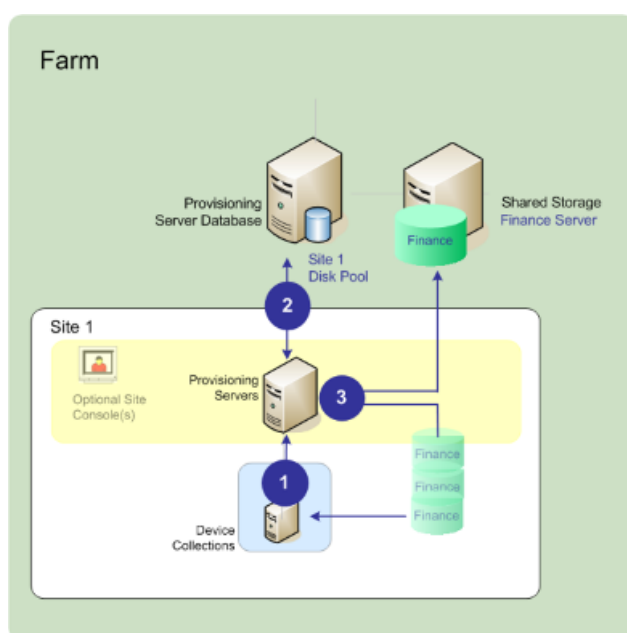 Farm
Provisioning
Server Database
Shared Storage
Finance Server
Finance
Site 1
Disk Pool
2
Site 1
Optional Site
Console(s)
Provisioning
Servers
3
Finance
Finance
Finance
1
Device
Collections